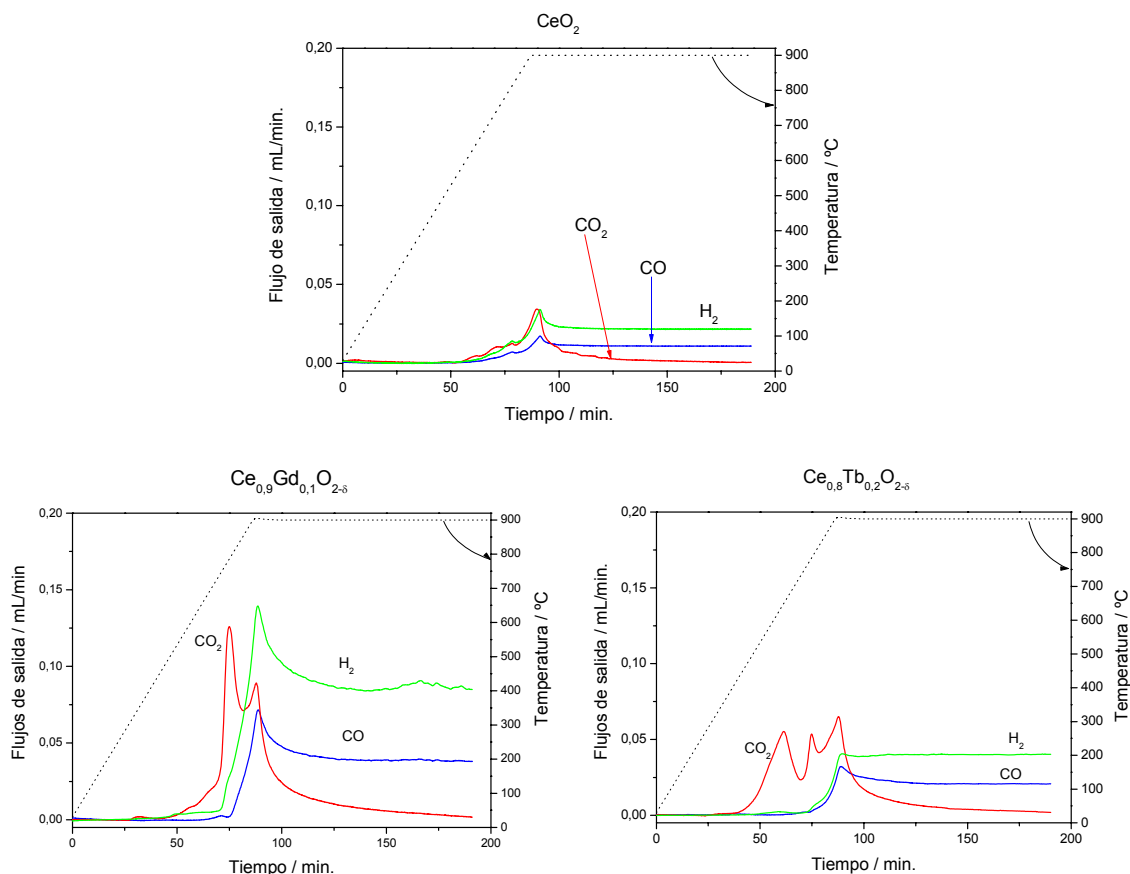 CeO2
0,20
0,15
0,10
0,05
0,00
900
800
700
600
500
400
300
200
100
0
Flujo de salida / mL/min.
Temperatura / ºC
CO2
CO
H2
0 50 100 150 200
Tiempo / min.
Ce0,9Gd0,1O2-δ
0,20
0,15
0,10
0,05
0,00
900
800
700
600
500
400
300
200
100
0
Flujos de salida / mL/min
Temperatura / ºC
CO2
H2
CO
0 50 100 150 200
Tiempo / min.
Ce0,8Tb0,2O2-δ
0,20
0,15
0,10
0,05
0,00
900
800
700
600
500
400
300
200
100
0
Flujos de salida / mL/min.
Temperatura / ºC
CO2
H2
CO
0 50 100 150 200
Tiempo / min.